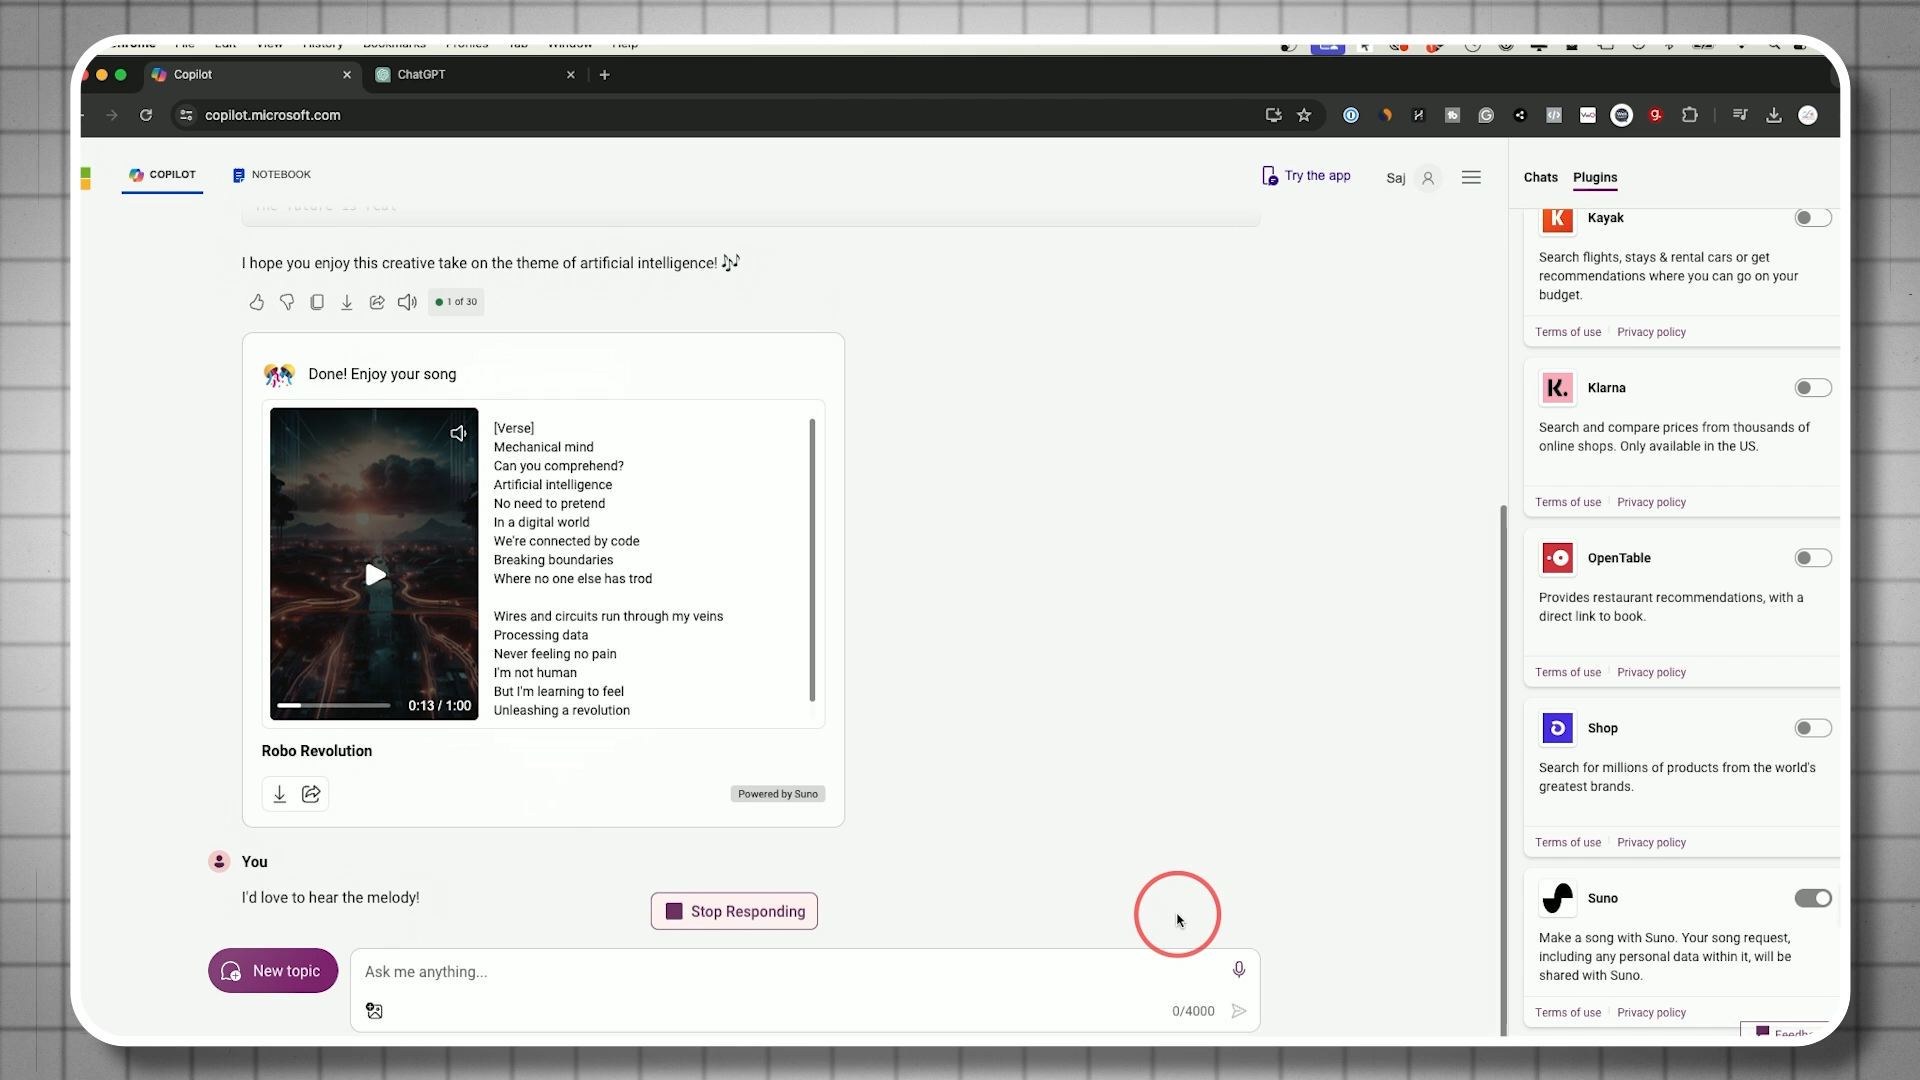 Chrome File Edit View History Bookmarks Profiles Tab Window Help
Copilot
ChatGPT
copilot.microsoft.com
COPILOT
NOTEBOOK
Try the app
Saj
Chats
Plugins
I hope you enjoy this creative take on the theme of artificial intelligence! 🎶
1 of 30
Done! Enjoy your song
[Verse]
Mechanical mind
Can you comprehend?
Artificial intelligence
No need to pretend
In a digital world
We're connected by code
Breaking boundaries
Where no one else has trod
Wires and circuits run through my veins
Processing data
Never feeling no pain
I'm not human
But I'm learning to feel
Unleashing a revolution
0:13 / 1:00
Robo Revolution
Powered by Suno
You
I'd love to hear the melody!
Stop Responding
New topic
Ask me anything...
0/4000
Kayak
Search flights, stays & rental cars or get
recommendations where you can go on your
budget.
Terms of use
Privacy policy
K.
Klarna
Search and compare prices from thousands of
online shops. Only available in the US.
Terms of use
Privacy policy
OpenTable
Provides restaurant recommendations, with a
direct link to book.
Terms of use
Privacy policy
Shop
Search for millions of products from the world's
greatest brands.
Terms of use
Privacy policy
Suno
Make a song with Suno. Your song request,
including any personal data within it, will be
shared with Suno.
Terms of use
Privacy policy